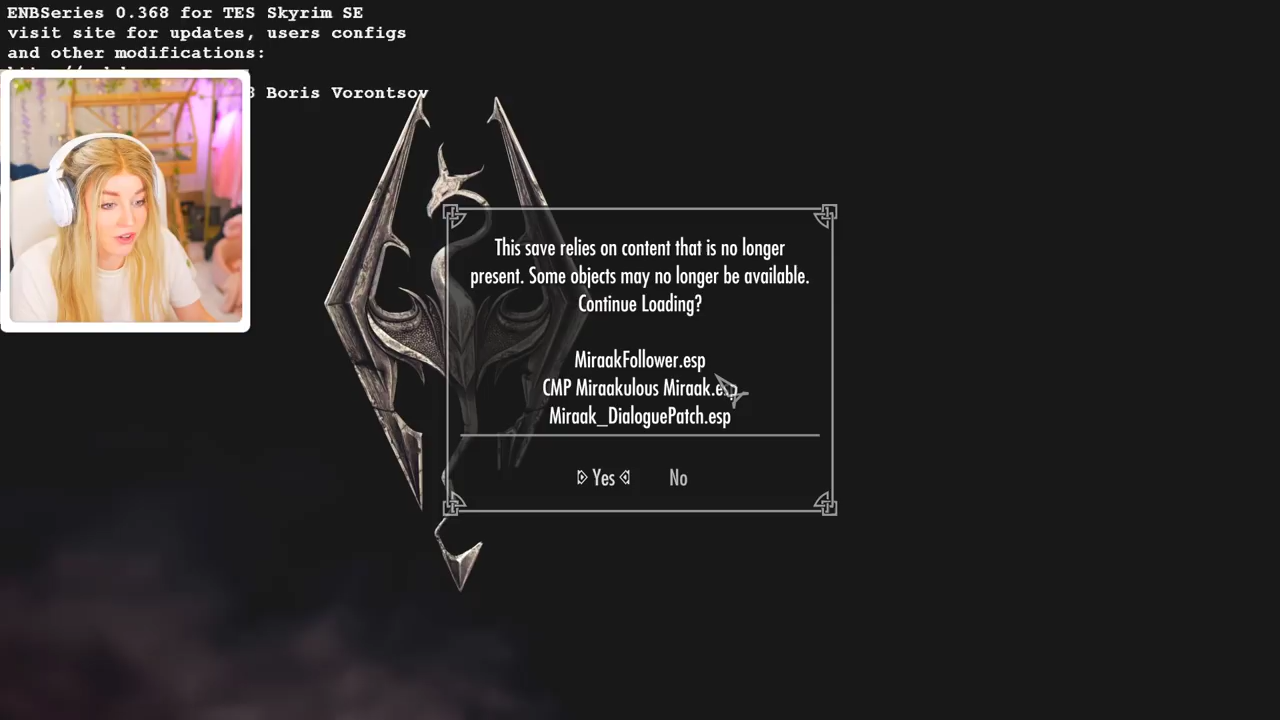 ENBSeries 0.368 for TES Skyrim SE
visit site for updates, users configs
and other modifications:
Boris Vorontsov
This save relies on content that is no longer
present. Some objects may no longer be available.
Continue Loading?
MiraakFollower.esp
CMP Miraakulous Miraak.esp
Miraak_DialoguePatch.esp
Yes No